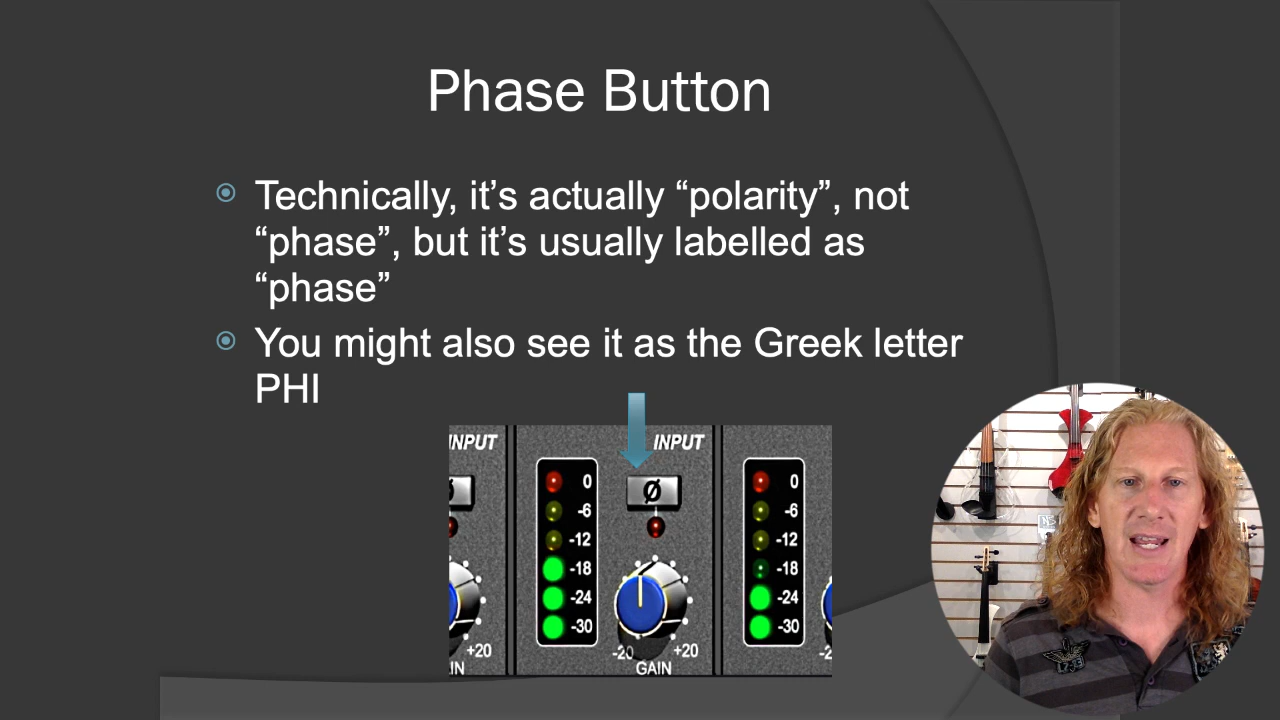 Phase Button
Technically, it’s actually “polarity”, not
“phase”, but it’s usually labelled as
“phase”
You might also see it as the Greek letter
PHI
INPUT
INPUT
INPUT
0
-6
-12
-18
-24
-30
Ø
-20
+20
GAIN
+20
IN
0
-6
-12
-18
-24
-30
-2